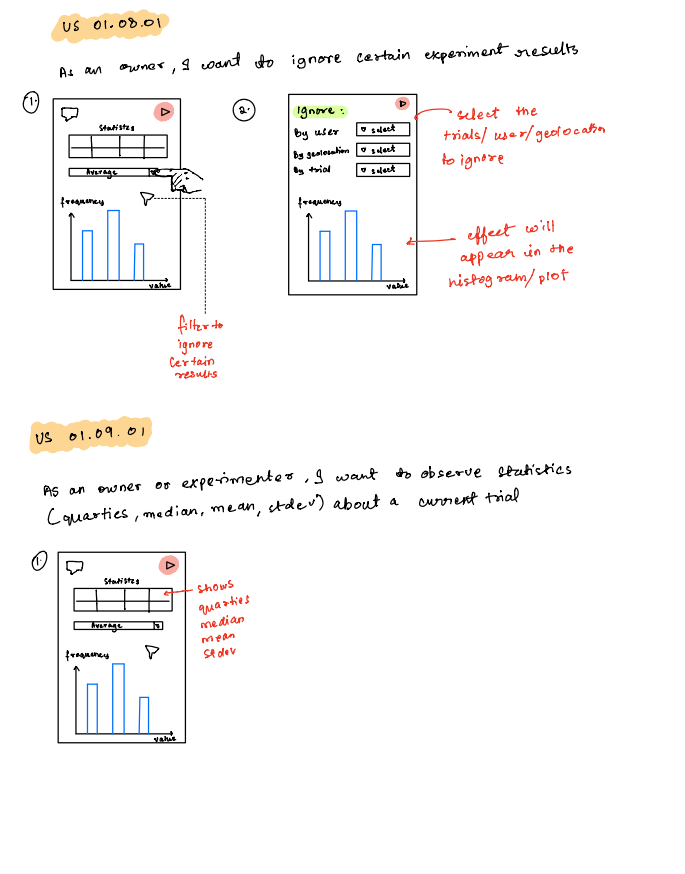 US 01.08.01
As an owner, I want to ignore certain experiment results
1.
Statistcs
Average
frequency
value
filter to
ignore
certain
results
2.
Ignore:
By user
select
By geolocation
select
By trial
select
frequency
value
select the
trials/user/geolocation
to ignore
effect will
appear in the
histogram/plot
US 01.09.01
As an owner or experimenter, I want to observe statistics
(quarties, median, mean, stdev) about a current trial
1.
Statistcs
Average
frequency
value
shows
quarties
median
mean
stdev